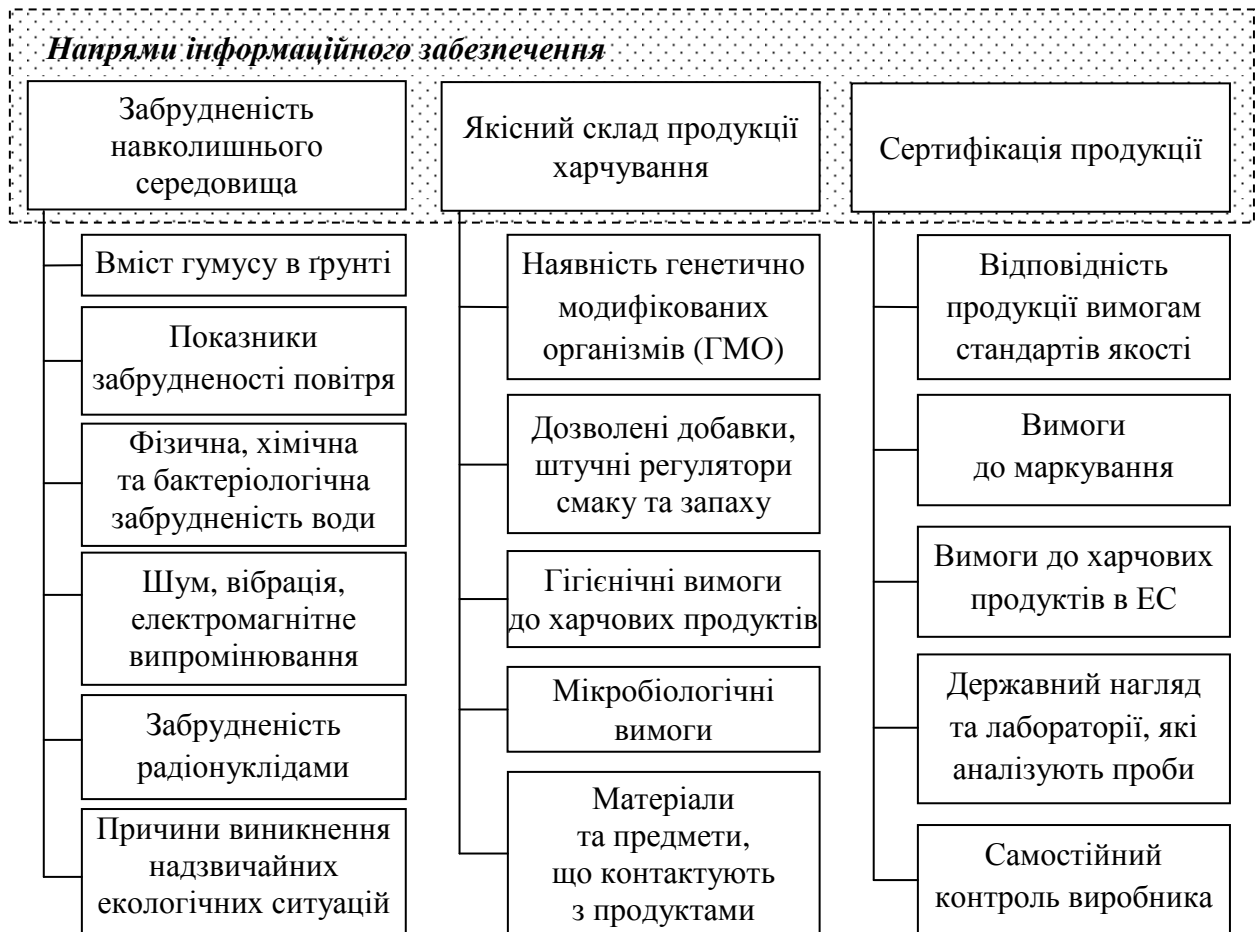 Напрями інформаційного забезпечення
Забрудненість
навколишнього
середовища
Вміст гумусу в ґрунті
Показники
забрудненості повітря
Фізична, хімічна
та бактеріологічна
забрудненість води
Шум, вібрація,
електромагнітне
випромінювання
Забрудненість
радіонуклідами
Причини виникнення
надзвичайних
екологічних ситуацій
Якісний склад продукції
харчування
Наявність генетично
модифікованих
організмів (ГМО)
Дозволені добавки,
штучні регулятори
смаку та запаху
Гігієнічні вимоги
до харчових продуктів
Мікробіологічні
вимоги
Матеріали
та предмети,
що контактують
з продуктами
Сертифікація продукції
Відповідність
продукції вимогам
стандартів якості
Вимоги
до маркування
Вимоги до харчових
продуктів в ЕС
Державний нагляд
та лабораторії, які
аналізують проби
Самостійний
контроль виробника